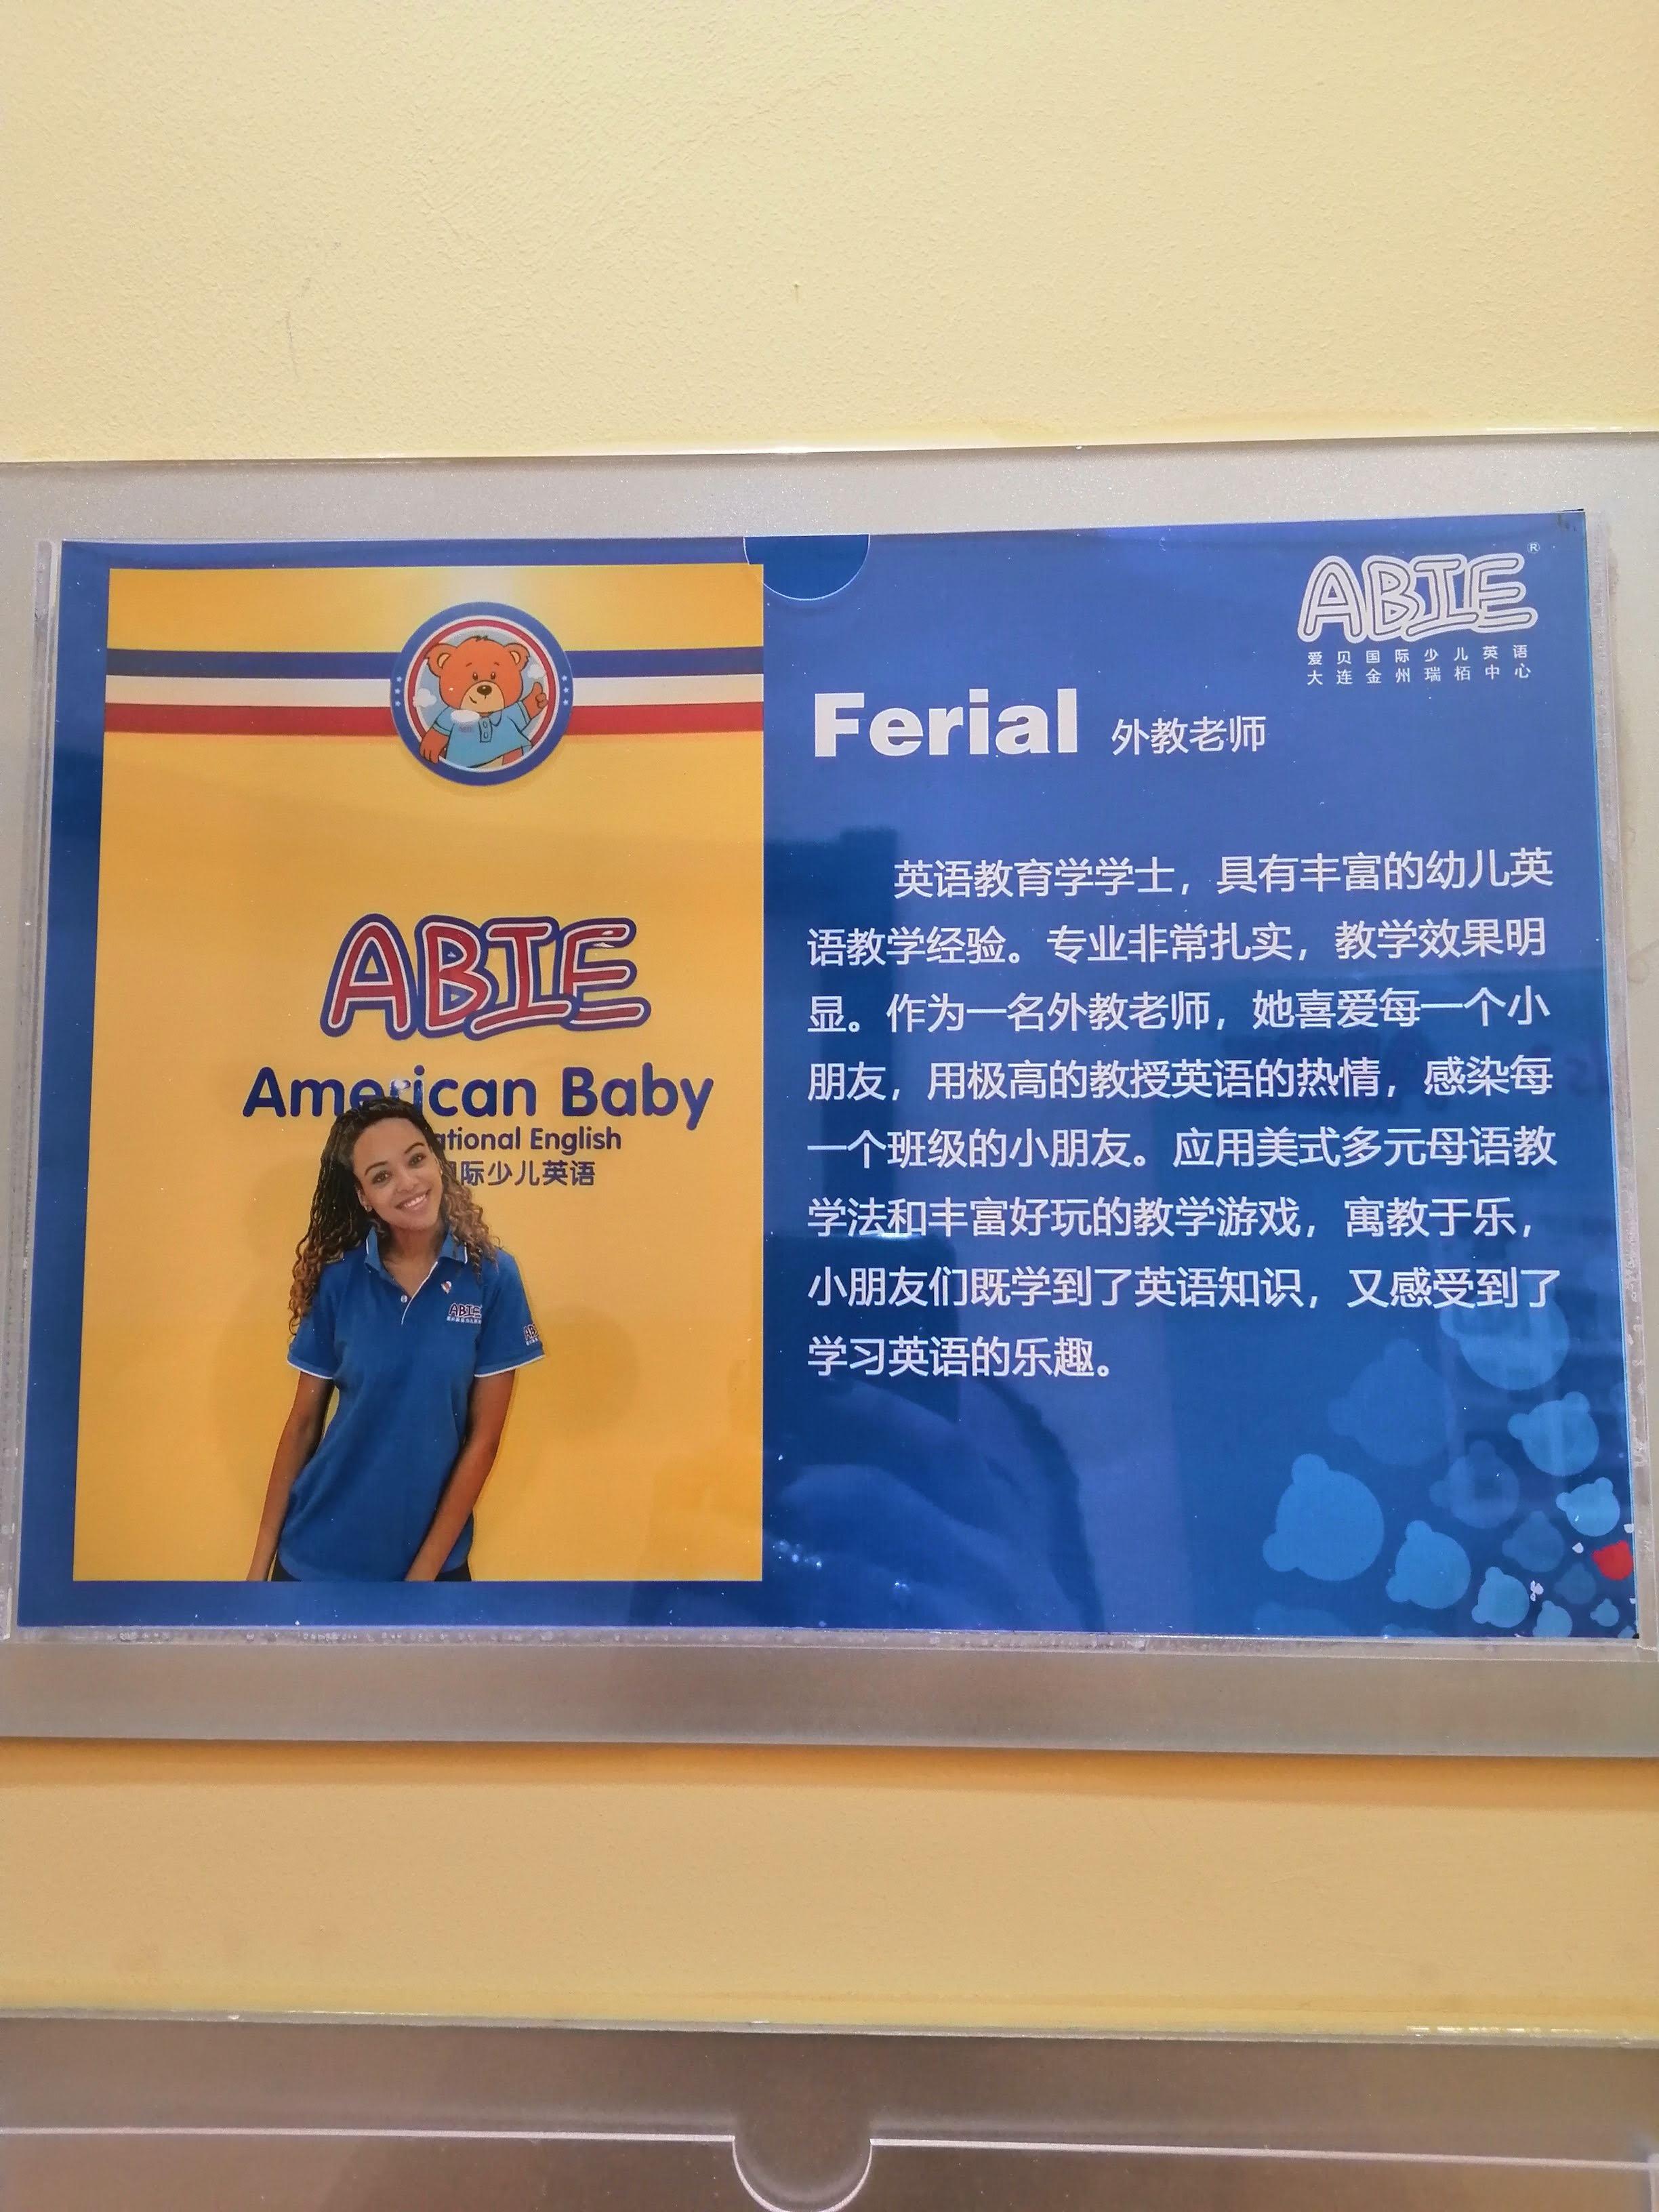 ABIE
American Baby
ational English
际少儿英语
ABIE
ABIE®
爱贝国际少儿英语
大连金州瑞栢中心
Ferial 外教老师
英语教育学学士，具有丰富的幼儿英
语教学经验。专业非常扎实，教学效果明
显。作为一名外教老师，她喜爱每一个小
朋友，用极高的教授英语的热情，感染每
一个班级的小朋友。应用美式多元母语教
学法和丰富好玩的教学游戏，寓教于乐，
小朋友们既学到了英语知识，又感受到了
学习英语的乐趣。